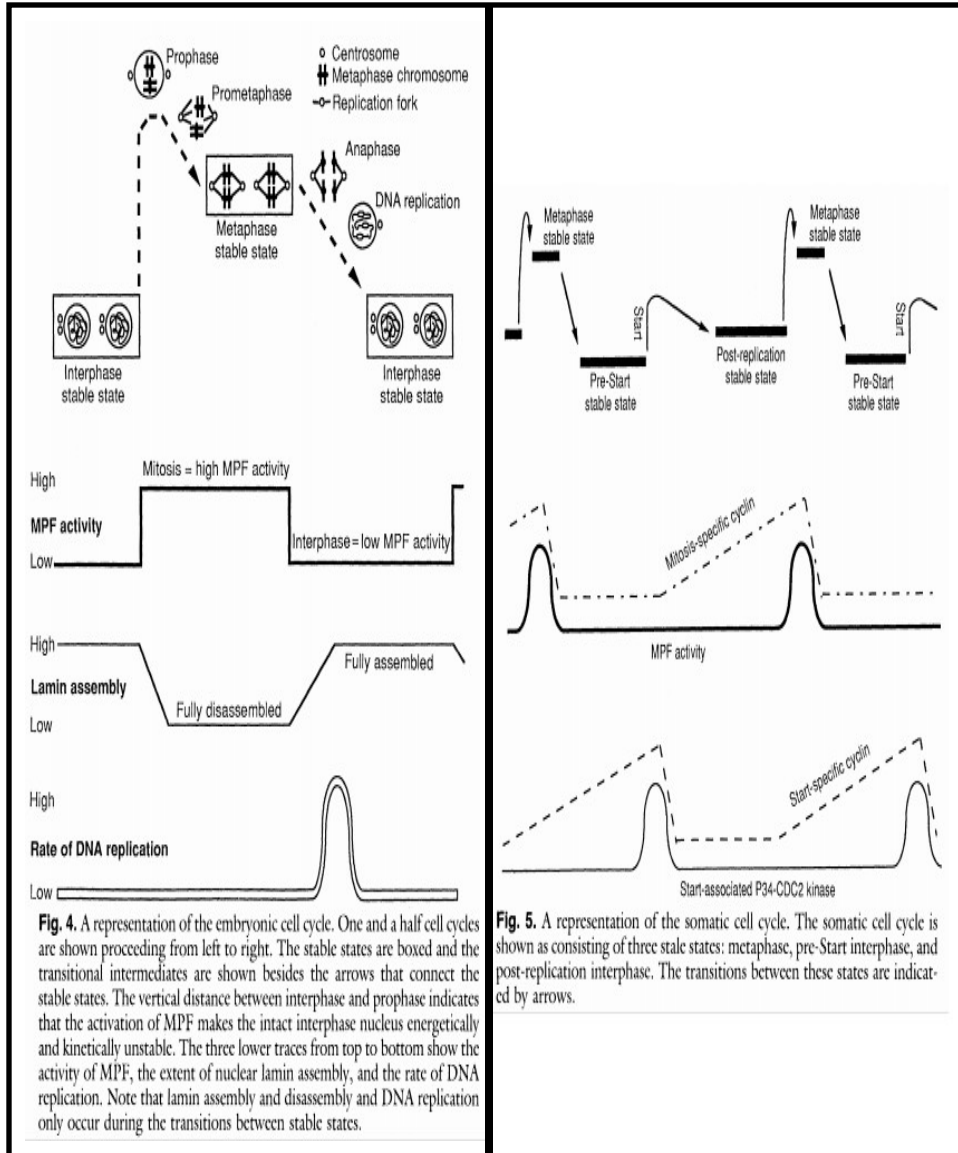 Prophase
Centrosome
Metaphase chromosome
Prometaphase
Replication fork
Anaphase
DNA replication
Metaphase
stable state
Interphase
stable state
Interphase
stable state
High
Mitosis = high MPF activity
MPF activity
Interphase = low MPF activity
Low
High
Fully assembled
Lamin assembly
Fully disassembled
Low
High
Rate of DNA replication
Low
Fig. 4. A representation of the embryonic cell cycle. One and a half cell cycles
are shown proceeding from left to right. The stable states are boxed and the
transitional intermediates are shown besides the arrows that connect the
stable states. The vertical distance between interphase and prophase indicates
that the activation of MPF makes the intact interphase nucleus energetically
and kinetically unstable. The three lower traces from top to bottom show the
activity of MPF, the extent of nuclear lamin assembly, and the rate of DNA
replication. Note that lamin assembly and disassembly and DNA replication
only occur during the transitions between stable states.
Metaphase
stable state
Metaphase
stable state
Start
Post-replication
stable state
Start
Pre-Start
stable state
Pre-Start
stable state
Mitosis-specific cyclin
MPF activity
Start-specific cyclin
Start-associated P34-CDC2 kinase
Fig. 5. A representation of the somatic cell cycle. The somatic cell cycle is
shown as consisting of three stale states: metaphase, pre-Start interphase, and
post-replication interphase. The transitions between these states are indicat-
ed by arrows.